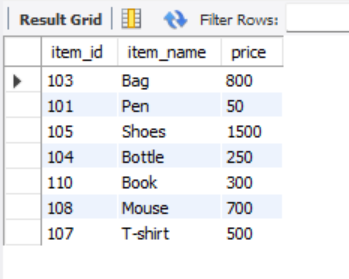 Result Grid Filter Rows:
item_id item_name price
103 Bag 800
101 Pen 50
105 Shoes 1500
104 Bottle 250
110 Book 300
108 Mouse 700
107 T-shirt 500